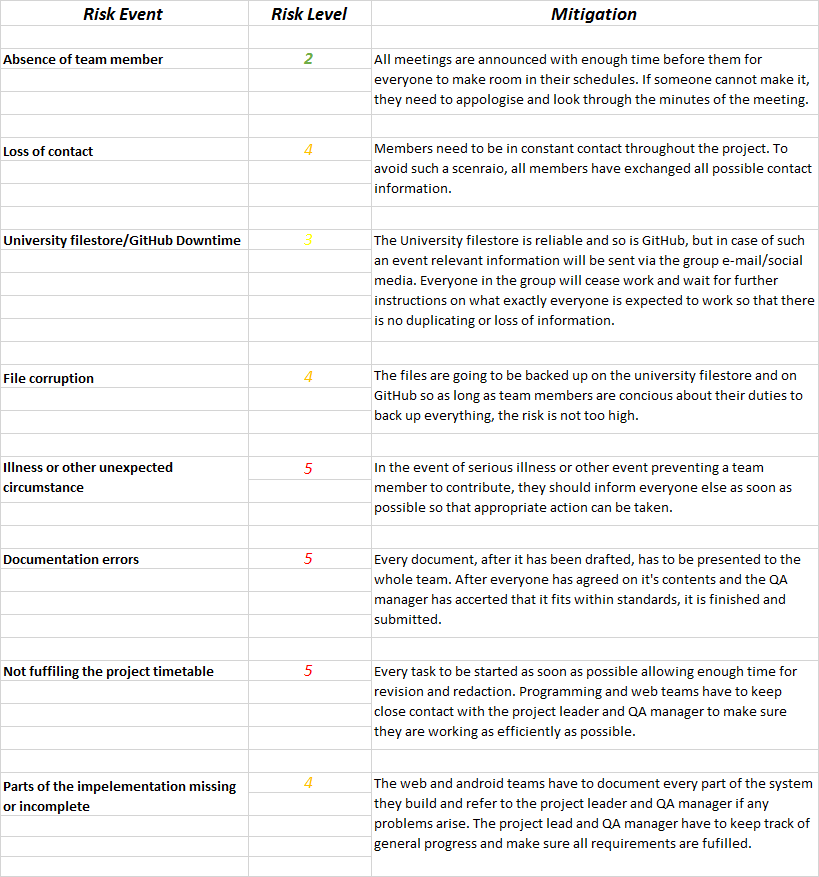 Risk Event Risk Level Mitigation
Absence of team member 2 All meetings are announced with enough time before them for
everyone to make room in their schedules. If someone cannot make it,
they need to appologise and look through the minutes of the meeting.
Loss of contact 4 Members need to be in constant contact throughout the project. To
avoid such a scenraio, all members have exchanged all possible contact
information.
University filestore/GitHub Downtime 3 The University filestore is reliable and so is GitHub, but in case of such
an event relevant information will be sent via the group e-mail/social
media. Everyone in the group will cease work and wait for further
instructions on what exactly everyone is expected to work so that there
is no duplicating or loss of information.
File corruption 4 The files are going to be backed up on the university filestore and on
GitHub so as long as team members are concious about their duties to
back up everything, the risk is not too high.
Illness or other unexpected 5 In the event of serious illness or other event preventing a team
circumstance member to contribute, they should inform everyone else as soon as
possible so that appropriate action can be taken.
Documentation errors 5 Every document, after it has been drafted, has to be presented to the
whole team. After everyone has agreed on it's contents and the QA
manager has accerted that it fits within standards, it is finished and
submitted.
Not fuffiling the project timetable 5 Every task to be started as soon as possible allowing enough time for
revision and redaction. Programming and web teams have to keep
close contact with the project leader and QA manager to make sure
they are working as efficiently as possible.
Parts of the impelementation missing 4 The web and android teams have to document every part of the system
or incomplete they build and refer to the project leader and QA manager if any
problems arise. The project lead and QA manager have to keep track of
general progress and make sure all requirements are fufilled.